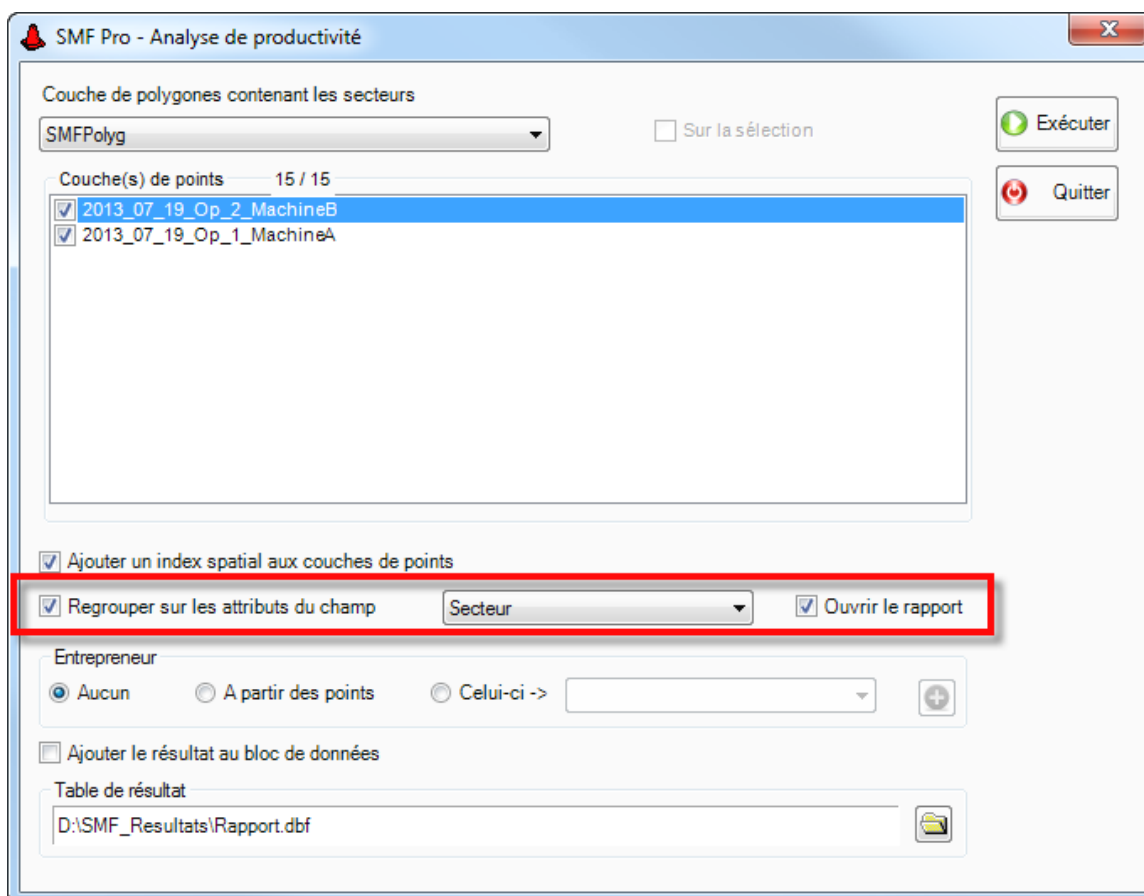 SMF Pro - Analyse de productivité
Couche de polygones contenant les secteurs
SMFPolyg
Sur la sélection
Exécuter
Couche(s) de points 15 / 15
Quitter
2013_07_19_Op_2_MachineB
2013_07_19_Op_1_MachineA
Ajouter un index spatial aux couches de points
Regrouper sur les attributs du champ Secteur Ouvrir le rapport
Entrepreneur
Aucun A partir des points Celui-ci ->
Ajouter le résultat au bloc de données
Table de résultat
D:\SMF_Resultats\Rapport.dbf